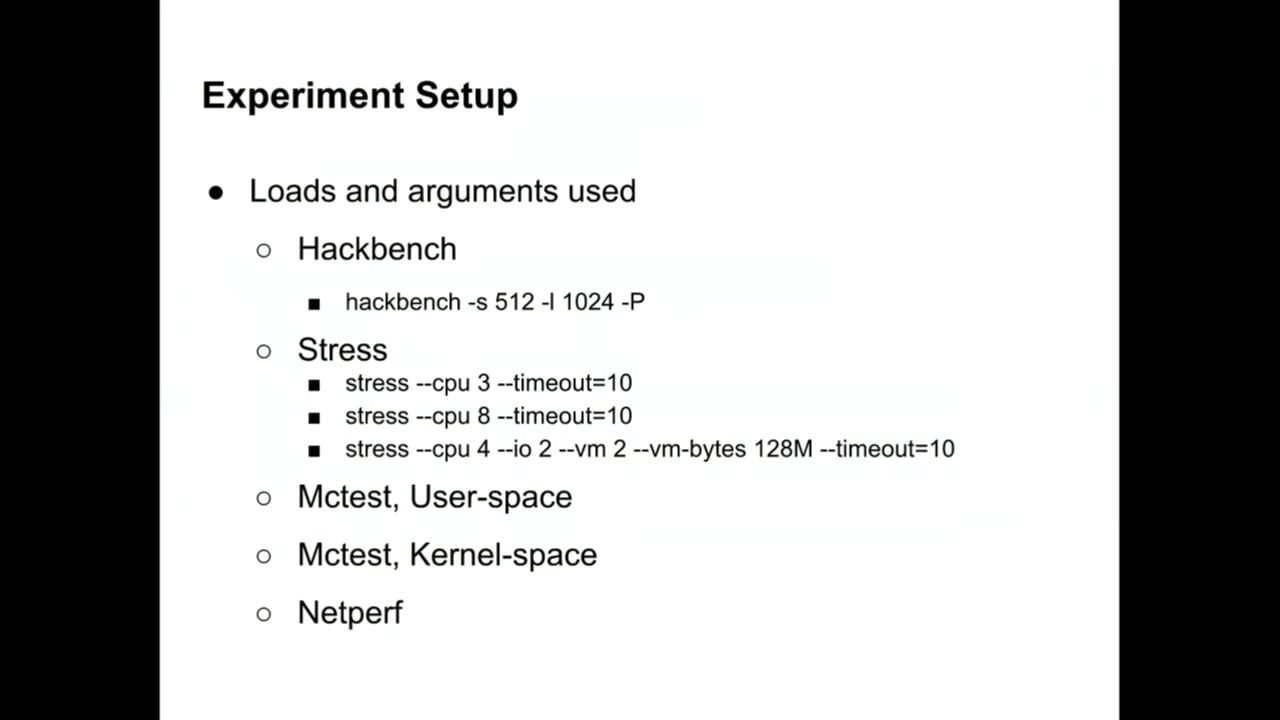 Experiment Setup
● Loads and arguments used
○ Hackbench
■ hackbench -s 512 -l 1024 -P
○ Stress
■ stress --cpu 3 --timeout=10
■ stress --cpu 8 --timeout=10
■ stress --cpu 4 --io 2 --vm 2 --vm-bytes 128M --timeout=10
○ Mctest, User-space
○ Mctest, Kernel-space
○ Netperf